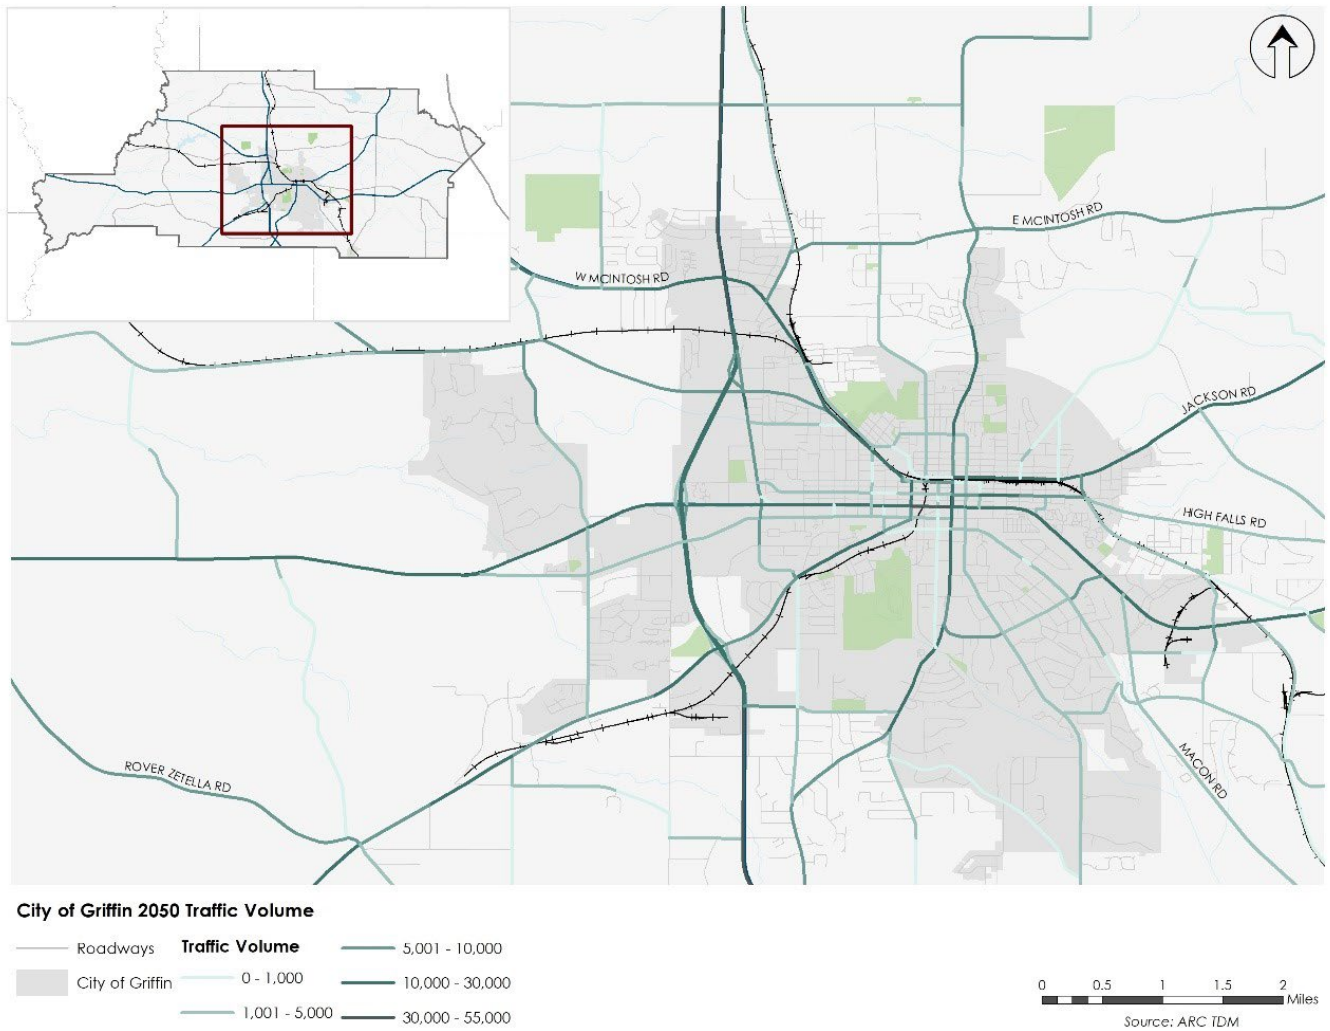 E MCINTOSH RD
W MCINTOSH RD
JACKSON RD
HIGH FALLS RD
MACON RD
ROVER ZETELLA RD
City of Griffin 2050 Traffic Volume
Roadways
City of Griffin
Traffic Volume
0 - 1,000
1,001 - 5,000
5,001 - 10,000
10,000 - 30,000
30,000 - 55,000
0 0.5 1 1.5 2
Miles
Source: ARC TDM